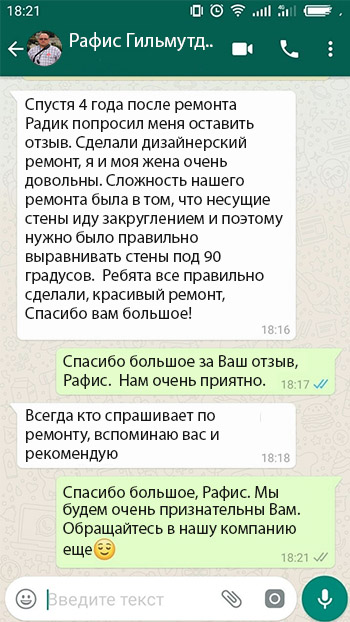 18:21
Рафис Гильмутд..
Спустя 4 года после ремонта
Радик попросил меня оставить
отзыв. Сделали дизайнерский
ремонт, я и моя жена очень
довольны. Сложность нашего
ремонта была в том, что несущие
стены иду закруглением и поэтому
нужно было правильно
выравнивать стены под 90
градусов. Ребята все правильно
сделали, красивый ремонт,
Спасибо вам большое!
18:16
Спасибо большое за Ваш отзыв,
Рафис. Нам очень приятно.
18:17
Всегда кто спрашивает по
ремонту, вспоминаю вас и
рекомендую
18:18
Спасибо большое, Рафис. Мы
будем очень признательны Вам.
Обращайтесь в нашу компанию
еще😌
18:21
Введите текст